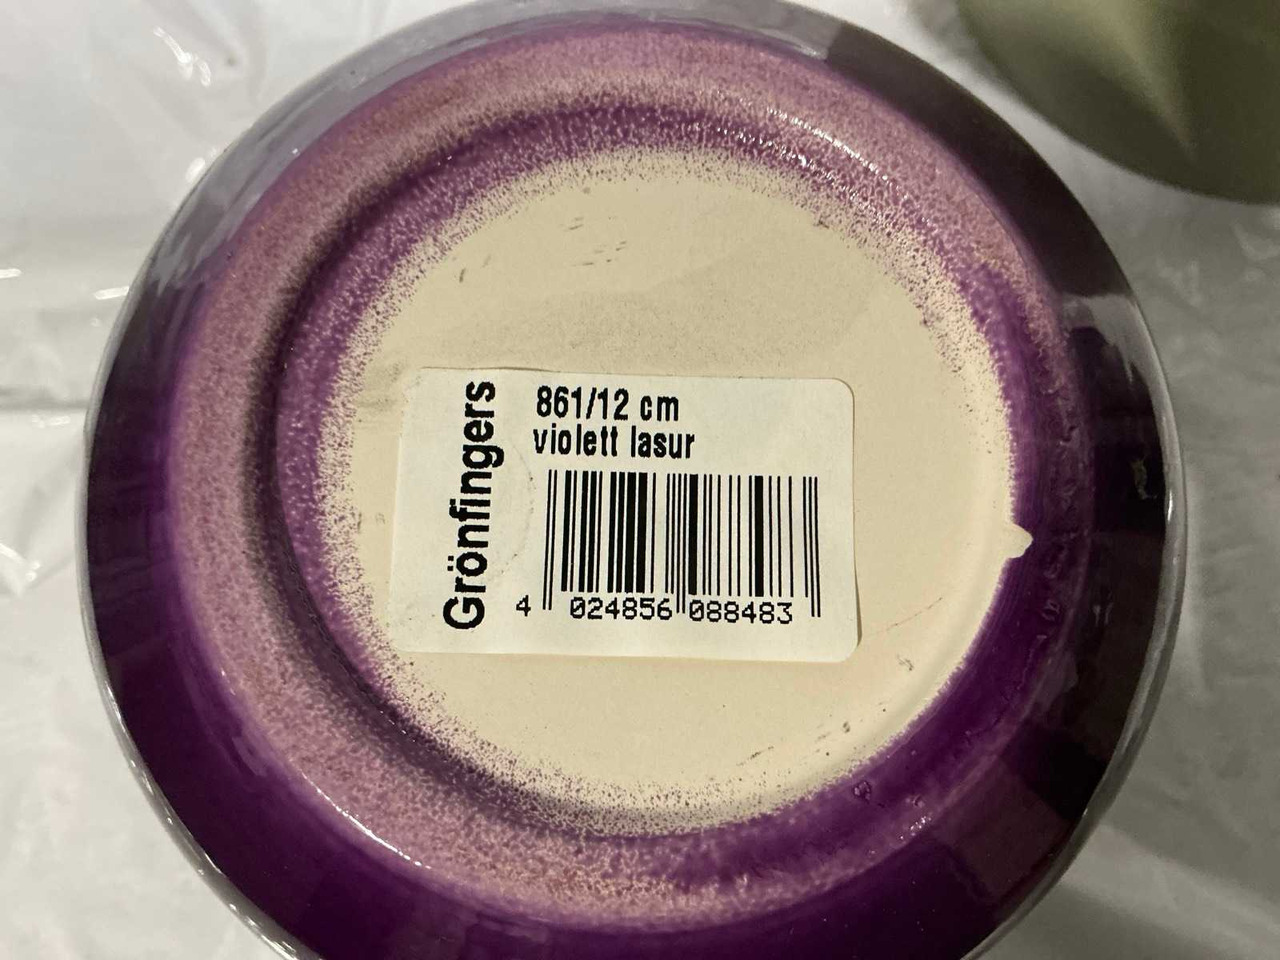 Grönfingers
861/12 cm
violett lasur
4 024856 088483